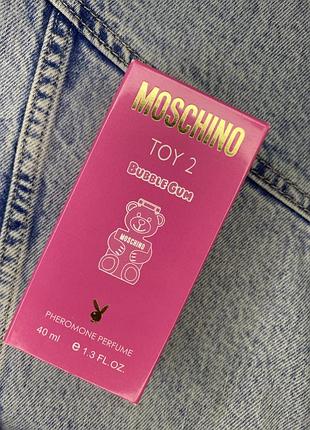 MOSCHINO
TOY 2
BUBBLE GUM
MOSCHINO
PHEROMONE PERFUME
40 ml e 1.3 FL.OZ.